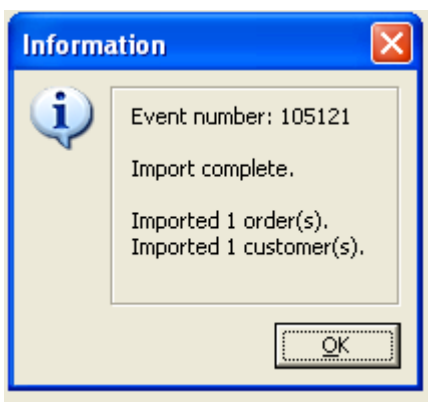 Information
Event number: 105121
Import complete.
Imported 1 order(s).
Imported 1 customer(s).
OK